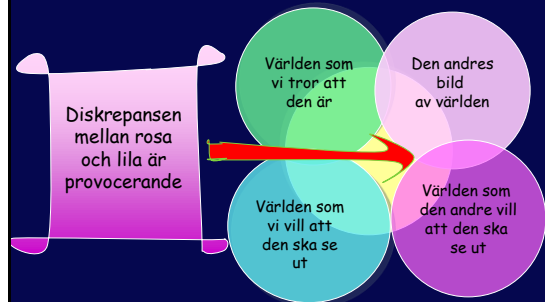 Diskrepansen
mellan rosa
och lila är
provocerande
Världen som
vi tror att
den är
Den andres
bild
av världen
Världen som
vi vill att
den ska se
ut
Världen som
den andre vill
att den ska
se ut